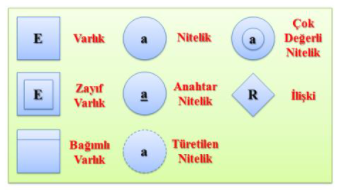 E Varlık a Nitelik a Çok Değerli Nitelik
E Zayıf Varlık a Anahtar Nitelik R İlişki
Bağımlı Varlık a Türetilen Nitelik